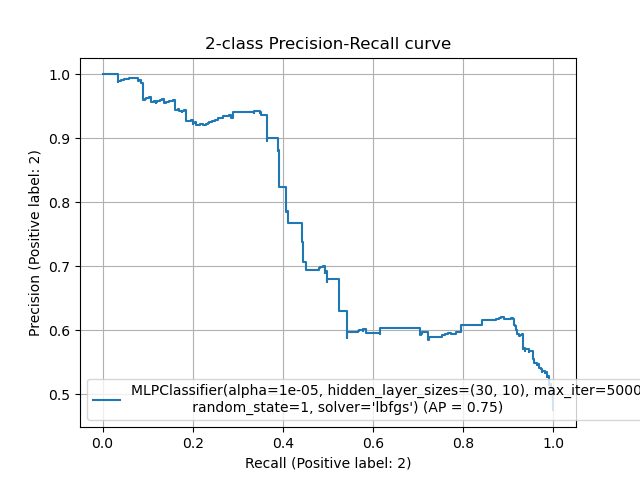 2-class Precision-Recall curve
1.0
0.9
0.8
0.7
0.6
0.5
Precision (Positive label: 2)
MLPClassifier(alpha=1e-05, hidden_layer_sizes=(30, 10), max_iter=5000
random_state=1, solver='lbfgs') (AP = 0.75)
0.0 0.2 0.4 0.6 0.8 1.0
Recall (Positive label: 2)